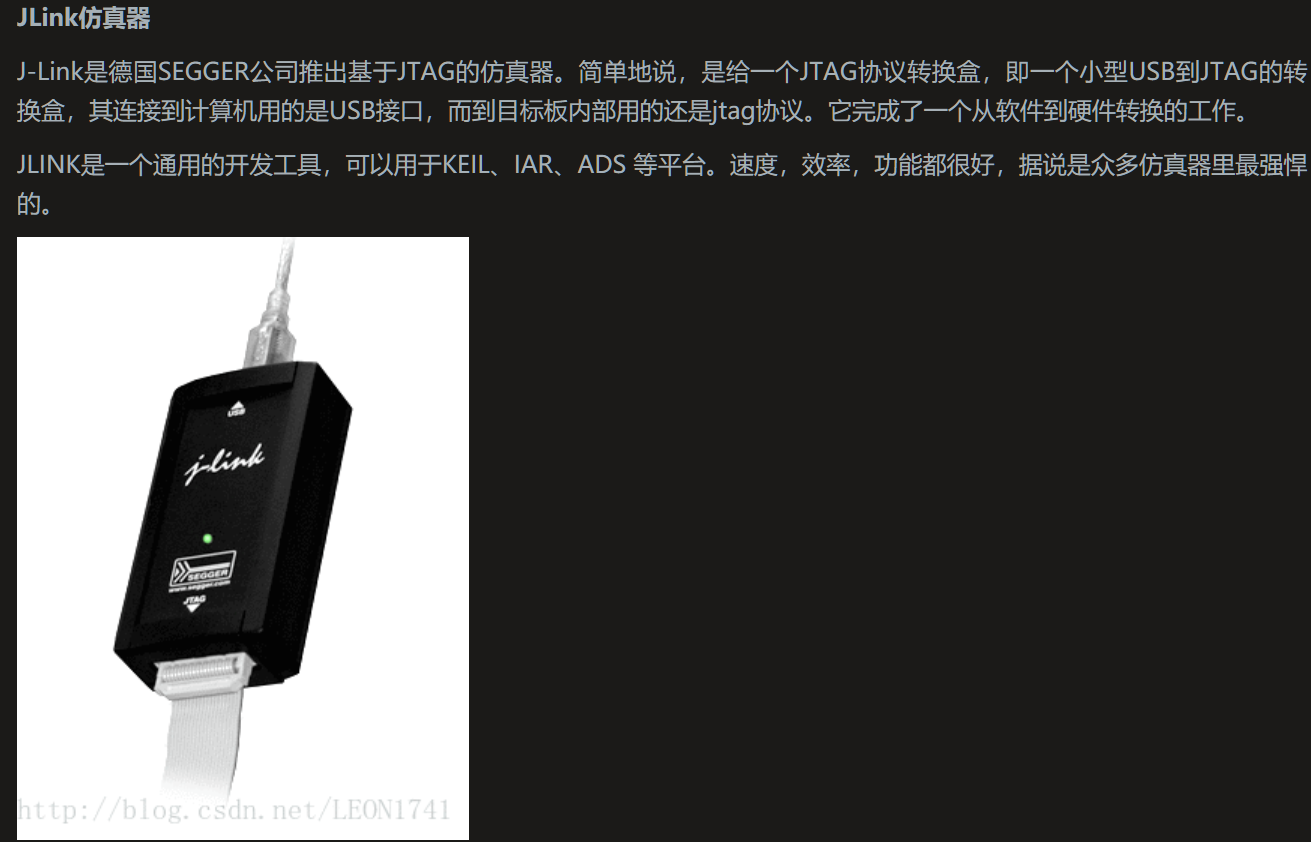 JLink仿真器
J-Link是德国SEGGER公司推出基于JTAG的仿真器。简单地说，是给一个JTAG协议转换盒，即一个小型USB到JTAG的转
换盒，其连接到计算机用的是USB接口，而到目标板内部用的还是jtag协议。它完成了一个从软件到硬件转换的工作。
JLINK是一个通用的开发工具，可以用于KEIL、IAR、ADS 等平台。速度，效率，功能都很好，据说是众多仿真器里最强悍
的。
USB
j-link
SEGGER
www.segger.com
JTAG
http://blog.csdn.net/LEON1741